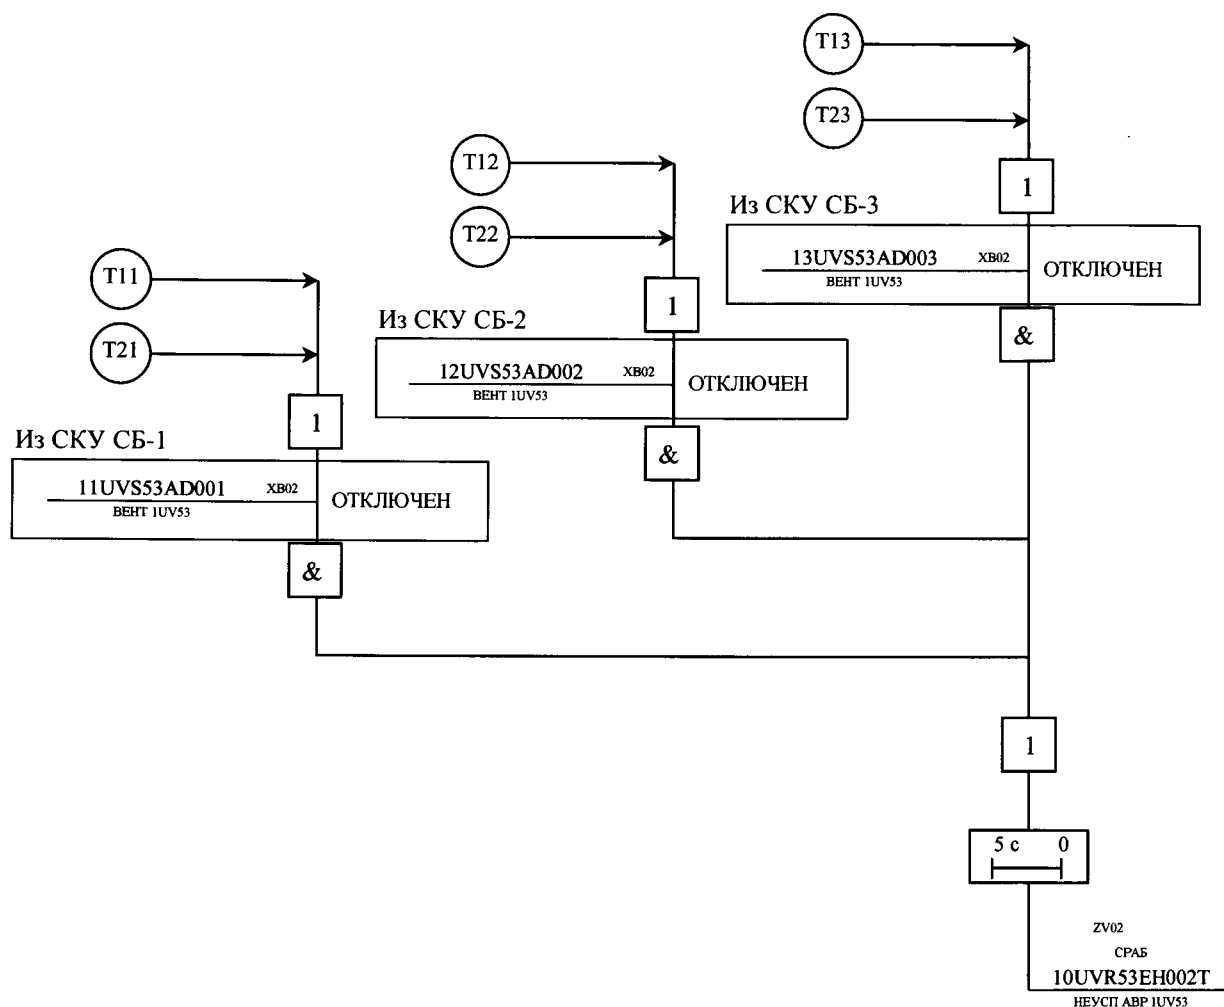 T13
T23
T12
1
T22
Из СКУ СБ-3
13UVS53AD003 XB02
ОТКЛЮЧЕН
ВЕНТ 1UV53
T11
1
Из СКУ СБ-2
&
T21
12UVS53AD002 XB02
ОТКЛЮЧЕН
ВЕНТ 1UV53
1
Из СКУ СБ-1
&
11UVS53AD001 XB02
ОТКЛЮЧЕН
ВЕНТ 1UV53
&
1
5 с 0
ZV02
СРАБ
10UVR53EH002T
НЕУСП АВР 1UV53